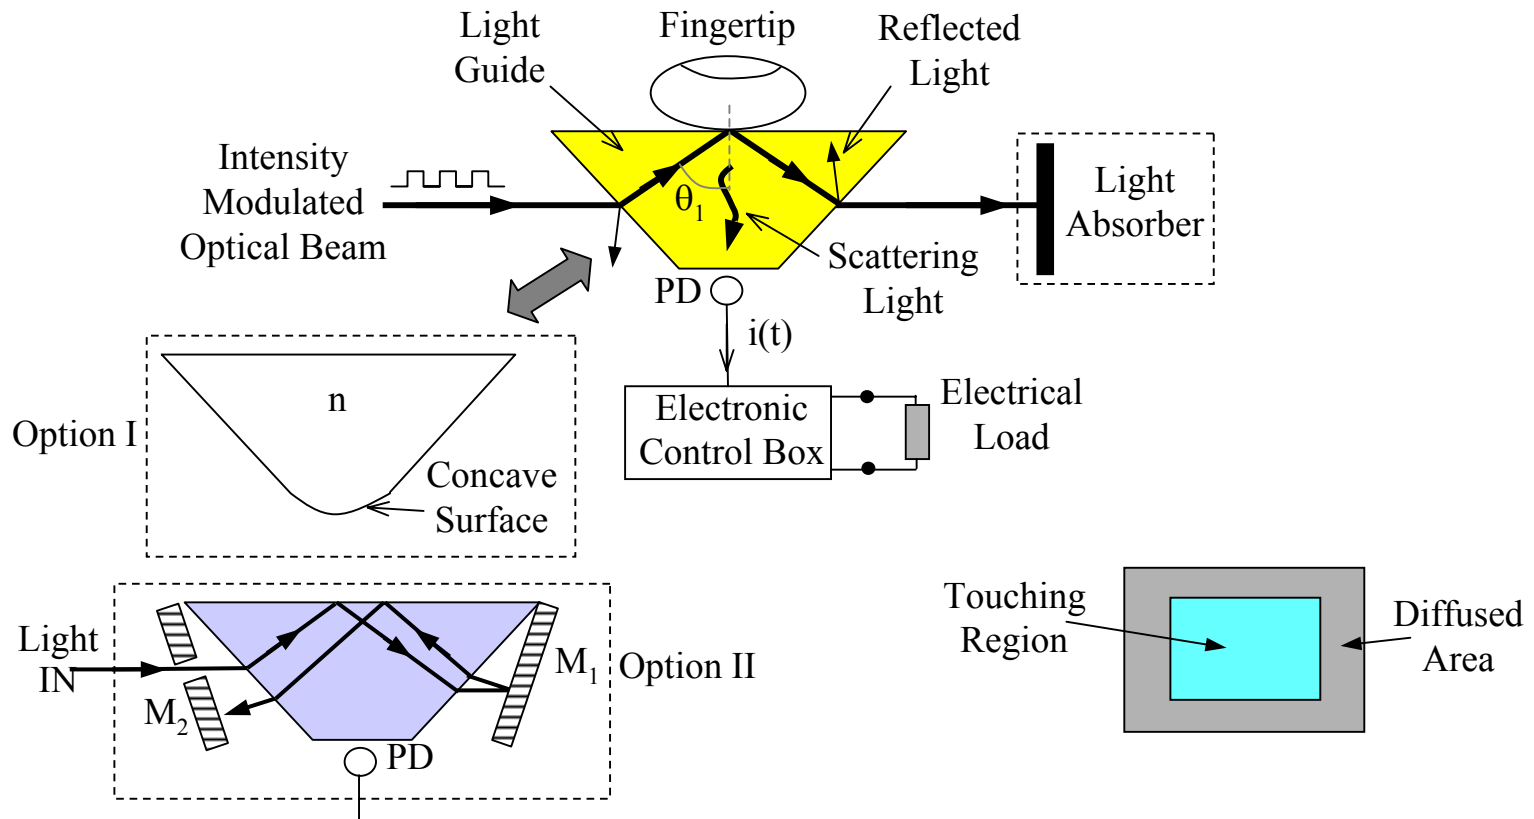 Light
Guide
Fingertip
Reflected
Light
Intensity
Modulated
Optical Beam
θ1
Light
Absorber
Scattering
Light
PD
i(t)
Electronic
Control Box
Electrical
Load
Option I
n
Concave
Surface
Light
IN
M1
M2
Option II
PD
Touching
Region
Diffused
Area